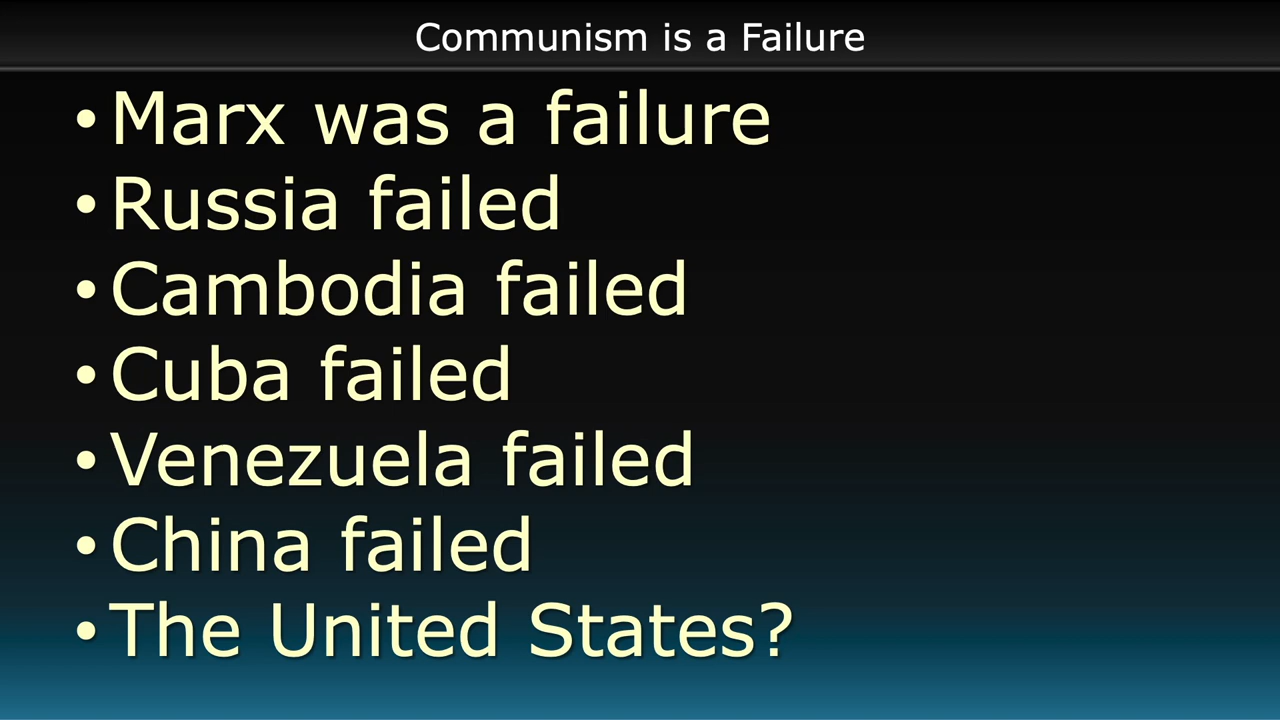 Communism is a Failure
•Marx was a failure
•Russia failed
•Cambodia failed
•Cuba failed
•Venezuela failed
•China failed
•The United States?